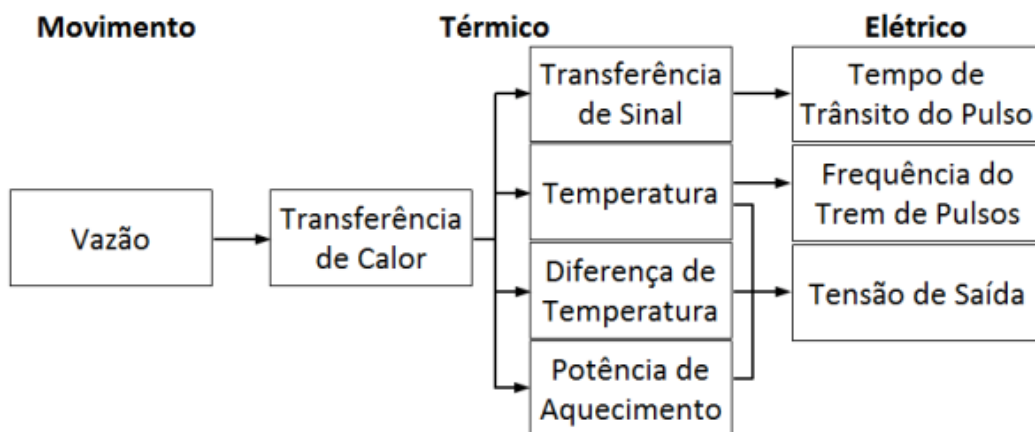 Movimento
Térmico
Elétrico
Vazão
Transferência
de Calor
Transferência
de Sinal
Temperatura
Diferença de
Temperatura
Potência de
Aquecimento
Tempo de
Trânsito do Pulso
Frequência do
Trem de Pulsos
Tensão de Saída